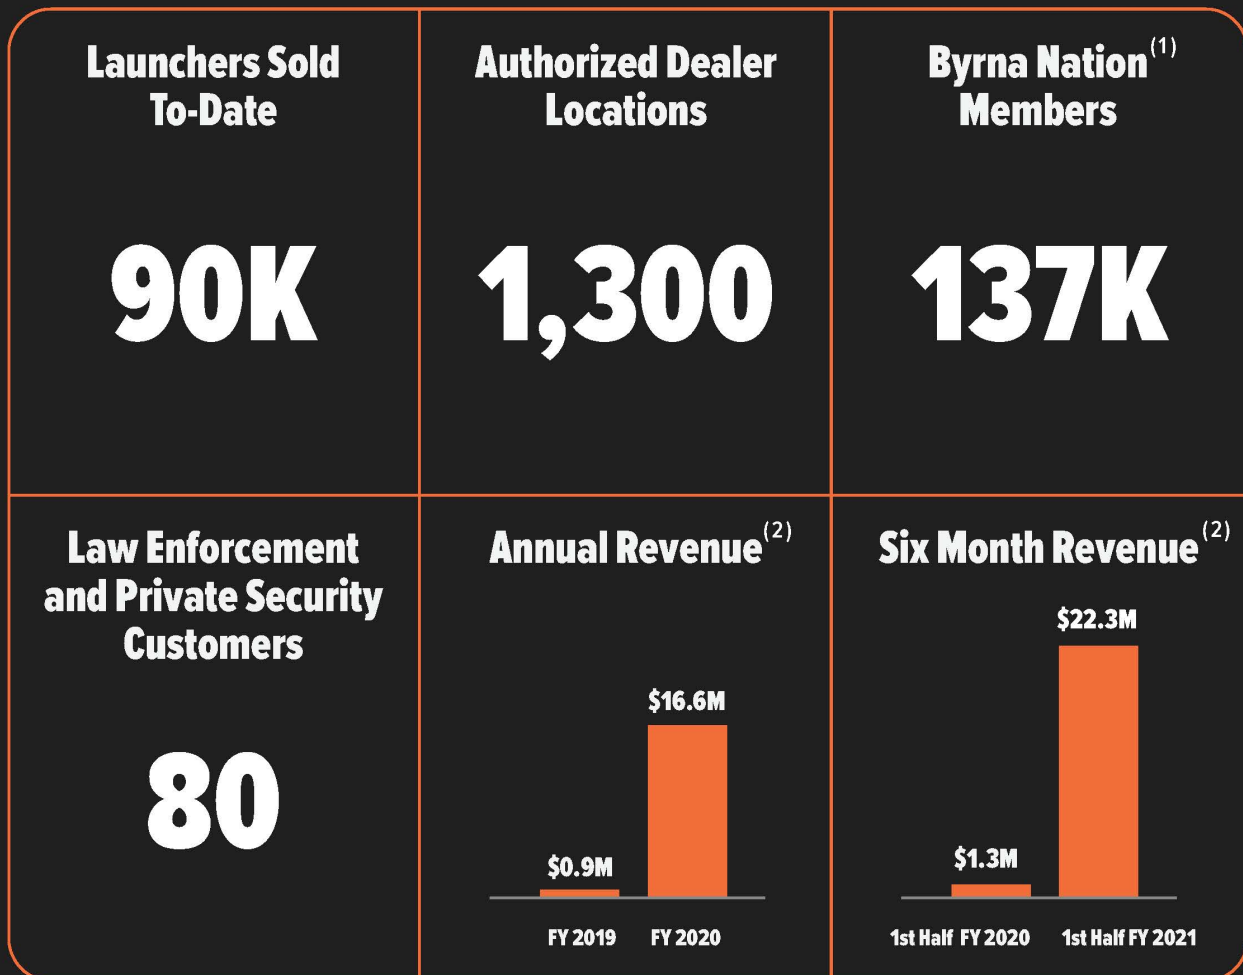 Launchers Sold
To-Date
90K
Authorized Dealer
Locations
1,300
Byrna Nation(1)
Members
137K
Law Enforcement
and Private Security
Customers
80
Annual Revenue(2)
$16.6M
$0.9M
FY 2019 FY 2020
Six Month Revenue(2)
$22.3M
$1.3M
1st Half FY 2020 1st Half FY 2021